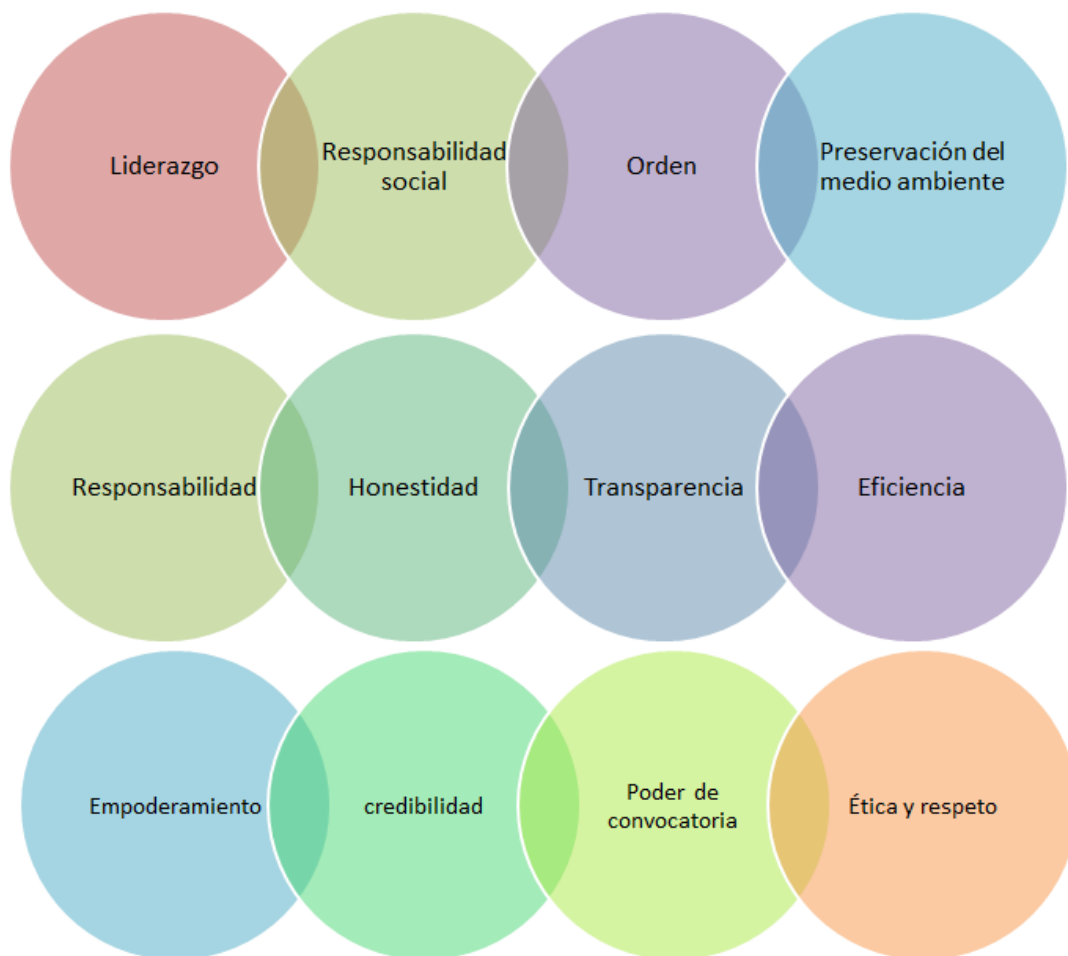 Liderazgo
Responsabilidad
social
Orden
Preservación del
medio ambiente
Responsabilidad
Honestidad
Transparencia
Eficiencia
Empoderamiento
credibilidad
Poder de
convocatoria
Ética y respeto